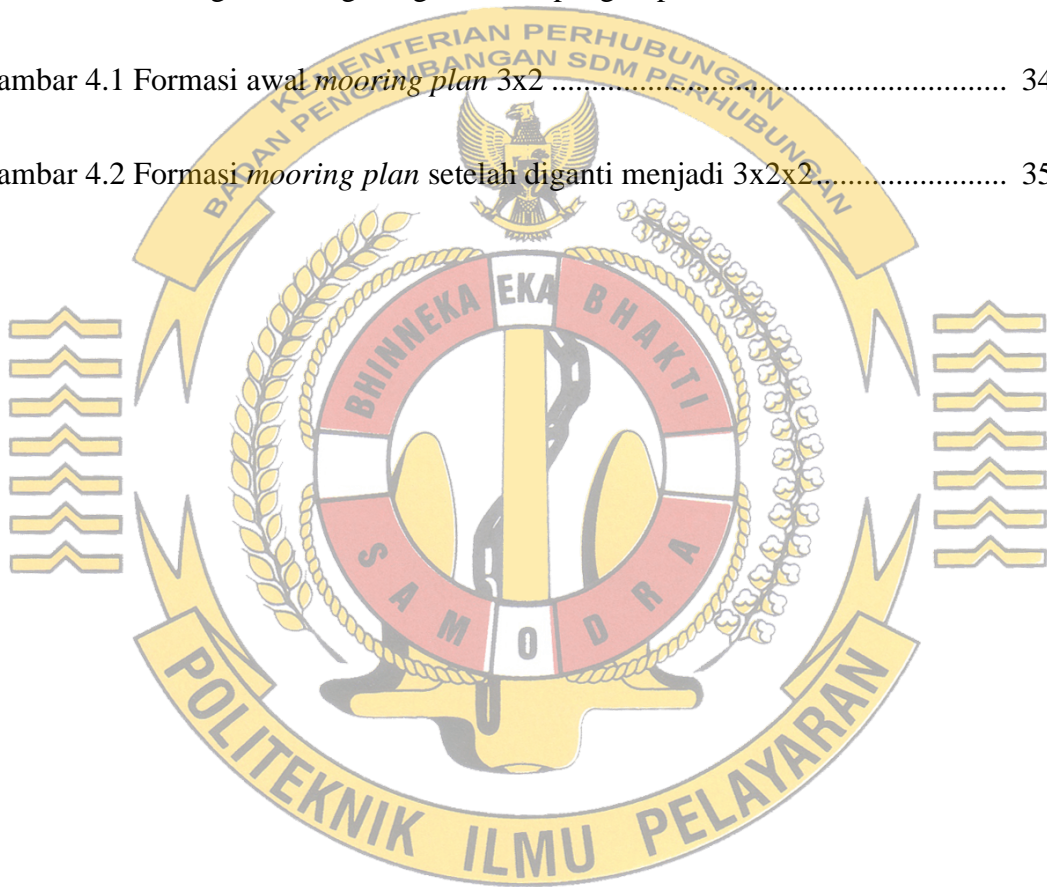 KEMENTERIAN PERHUBUNGAN
BADAN PENGEMBANGAN SDM PERHUBUNGAN
ambar 4.1 Formasi awal mooring plan 3x2 ........................................................ 34
ambar 4.2 Formasi mooring plan setelah diganti menjadi 3x2x2....................... 35
BHINNEKA EKA BHAKTI
SAMODRA
POLITEKNIK ILMU PELAYARAN